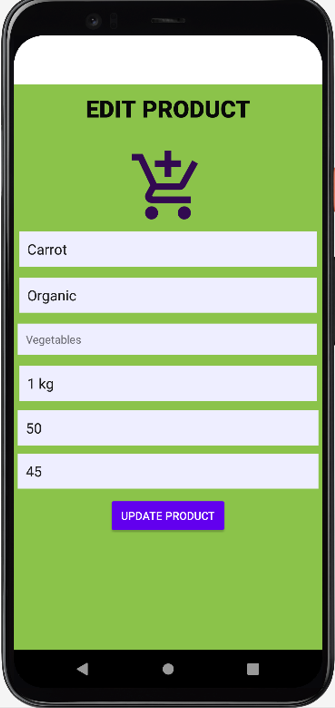 EDIT PRODUCT
Carrot
Organic
Vegetables
1 kg
50
45
UPDATE PRODUCT